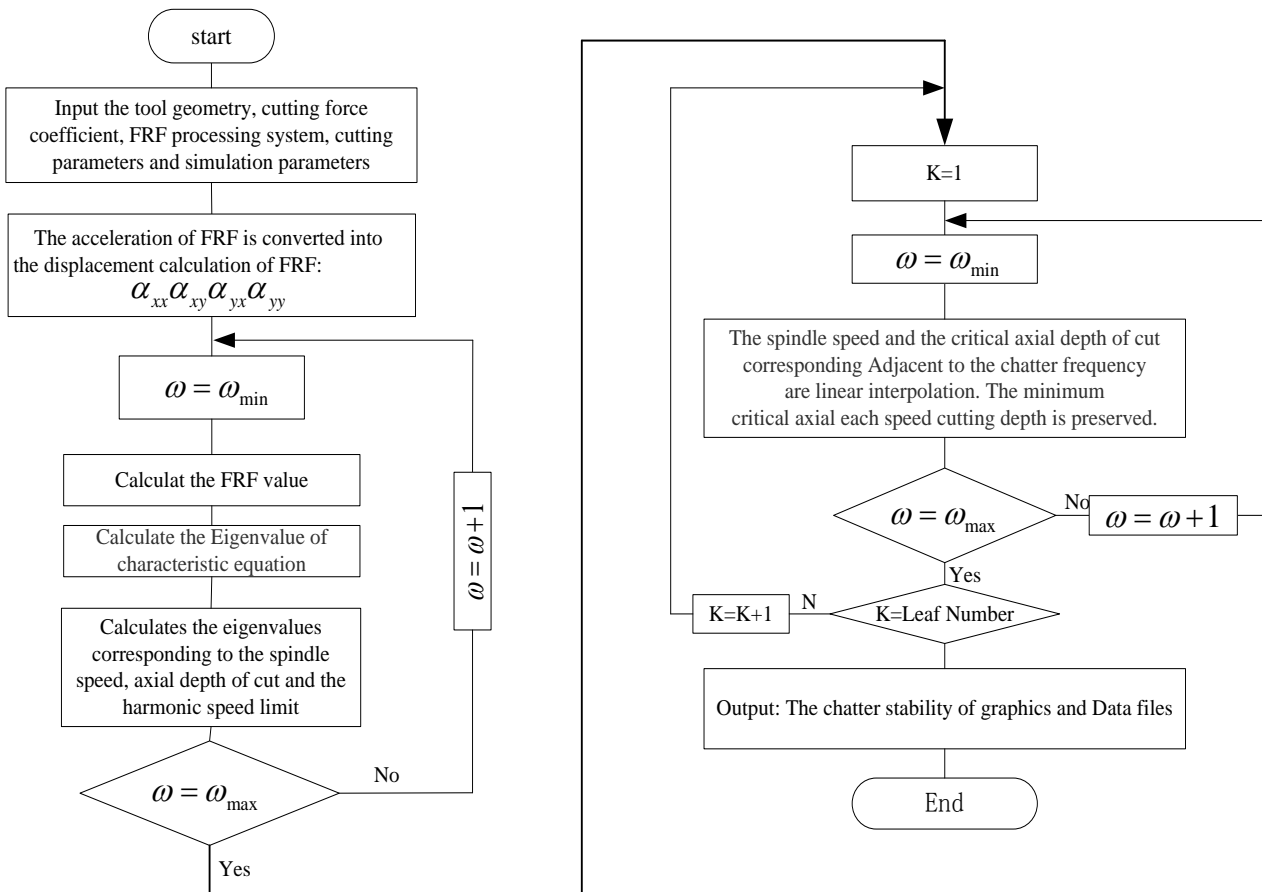 start
Input the tool geometry, cutting force
coefficient, FRF processing system, cutting
parameters and simulation parameters
The acceleration of FRF is converted into
the displacement calculation of FRF:
α_xx α_xy α_yx α_yy
ω = ω_min
Calculat the FRF value
Calculate the Eigenvalue of
characteristic equation
Calculates the eigenvalues
corresponding to the spindle
speed, axial depth of cut and the
harmonic speed limit
ω = ω_max
No
ω = ω +1
Yes
K=1
ω = ω_min
The spindle speed and the critical axial depth of cut
corresponding Adjacent to the chatter frequency
are linear interpolation. The minimum
critical axial each speed cutting depth is preserved.
ω = ω_max
No
ω = ω +1
Yes
K=Leaf Number
N
K=K+1
Output: The chatter stability of graphics and Data files
End